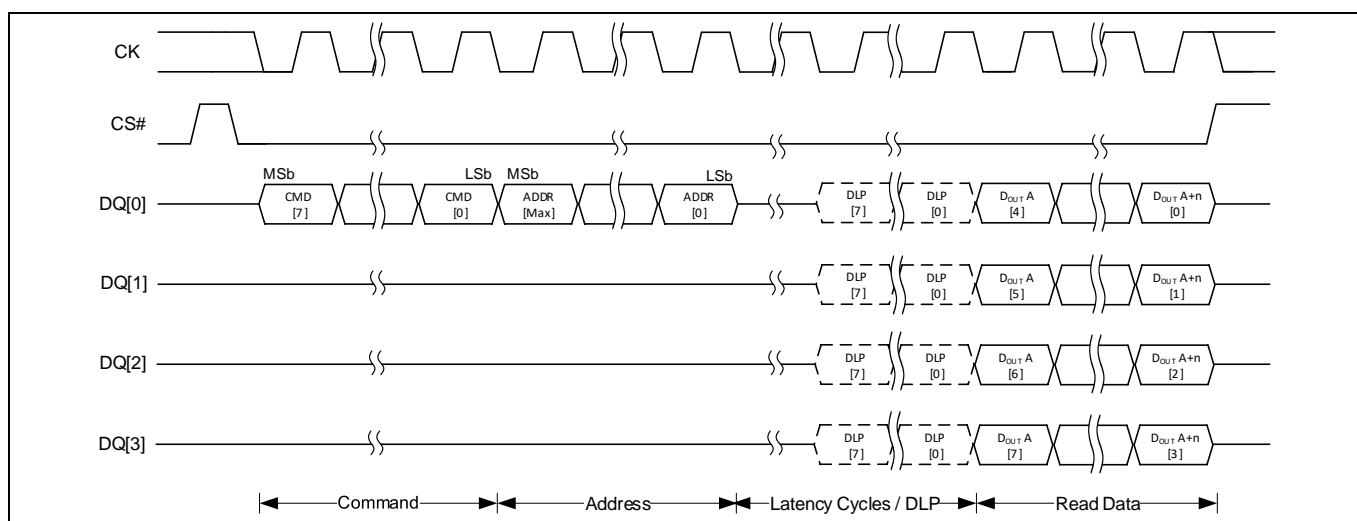 CK
CS#
MSb LSb MSb LSb
DQ[0] CMD [7] CMD [0] ADDR [Max] ADDR [0] DLP [7] DLP [0] DOUT A [4] DOUT A+n [0]
DQ[1] DLP [7] DLP [0] DOUT A [5] DOUT A+n [1]
DQ[2] DLP [7] DLP [0] DOUT A [6] DOUT A+n [2]
DQ[3] DLP [7] DLP [0] DOUT A [7] DOUT A+n [3]
Command Address Latency Cycles / DLP Read Data